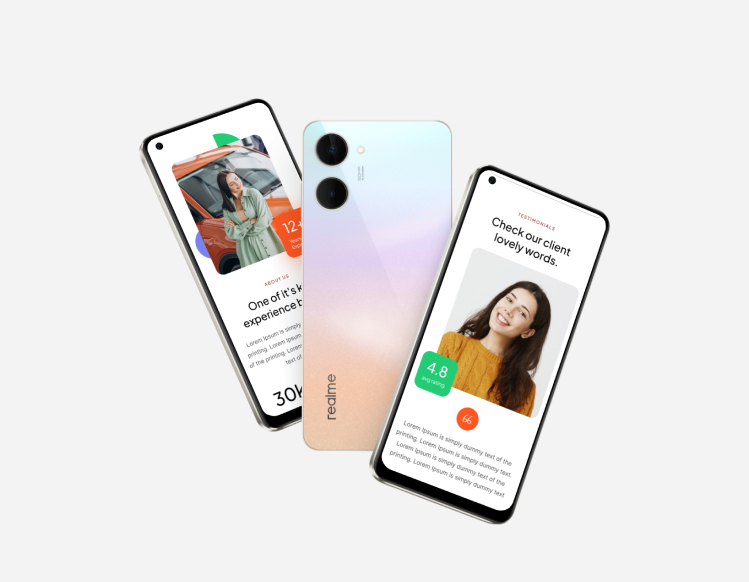 12+
ABOUT US
One of it's k
experience b
Lorem Ipsum is simply
printing. Lorem Ipsum
of the printing. Lorem
text of
30k
realme
TESTIMONIALS
Check our client
lovely words.
4.8
avg rating
Lorem Ipsum is simply dummy text of the
printing. Lorem Ipsum is simply dummy text.
Lorem Ipsum is simply dummy text of the
printing. Lorem Ipsum is simply dummy text